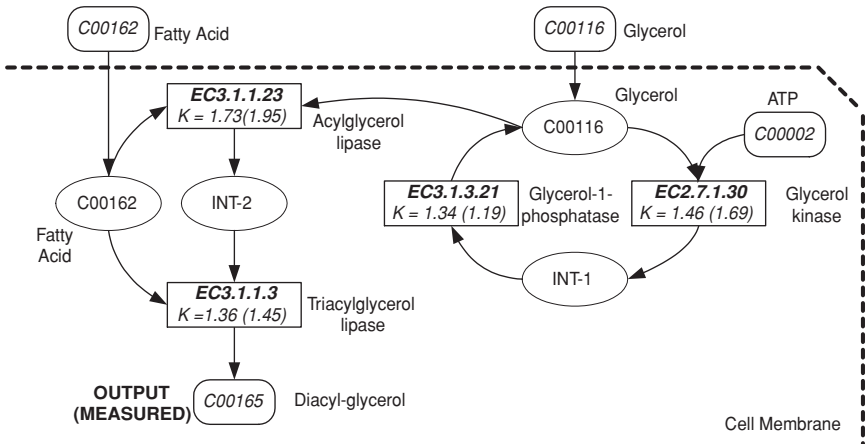 C00162 Fatty Acid
C00116 Glycerol
EC3.1.1.23
K = 1.73(1.95)
Acylglycerol
lipase
Glycerol
C00116
ATP
C00002
C00162
Fatty
Acid
INT-2
EC3.1.3.21
K = 1.34 (1.19)
Glycerol-1-
phosphatase
EC2.7.1.30
K = 1.46 (1.69)
Glycerol
kinase
INT-1
EC3.1.1.3
K =1.36 (1.45)
Triacylglycerol
lipase
OUTPUT
(MEASURED)
C00165
Diacyl-glycerol
Cell Membrane